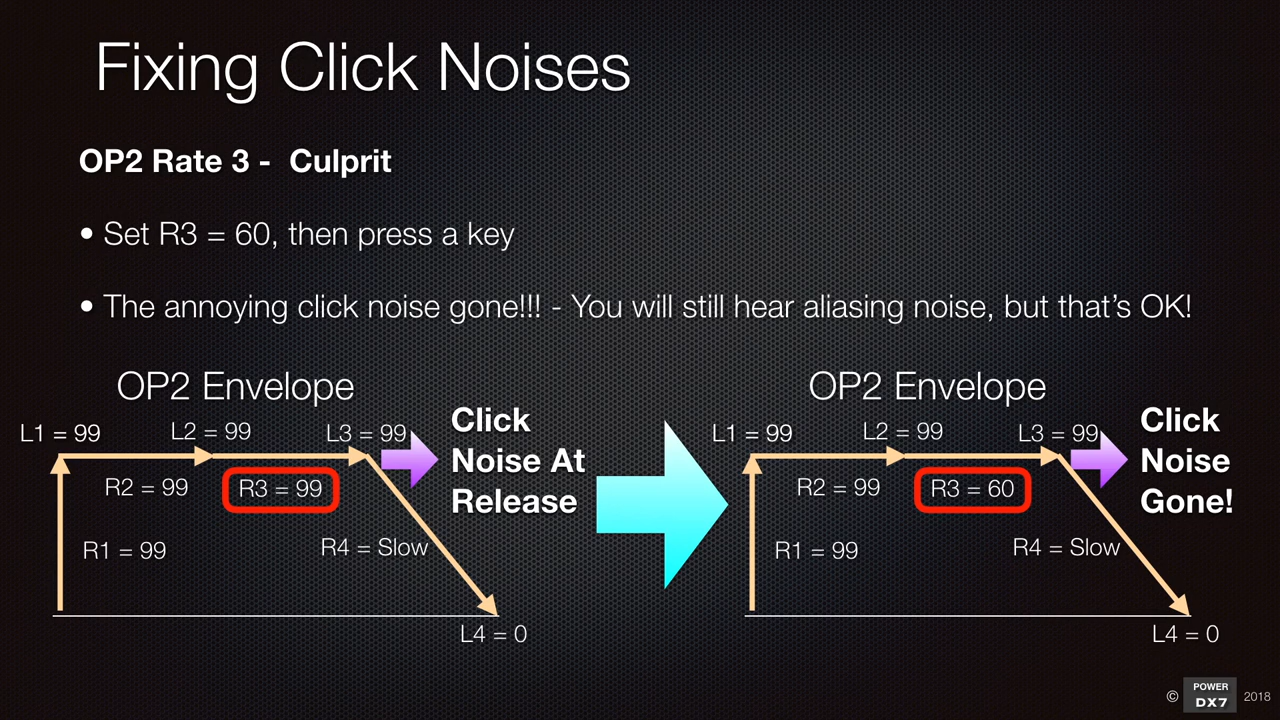 Fixing Click Noises
OP2 Rate 3 - Culprit
• Set R3 = 60, then press a key
• The annoying click noise gone!!! - You will still hear aliasing noise, but that’s OK!
OP2 Envelope
L1 = 99
L2 = 99
L3 = 99
Click
Noise At
Release
R2 = 99
R3 = 99
R1 = 99
R4 = Slow
L4 = 0
OP2 Envelope
L1 = 99
L2 = 99
L3 = 99
Click
Noise
Gone!
R2 = 99
R3 = 60
R1 = 99
R4 = Slow
L4 = 0
© POWER
DX7 2018